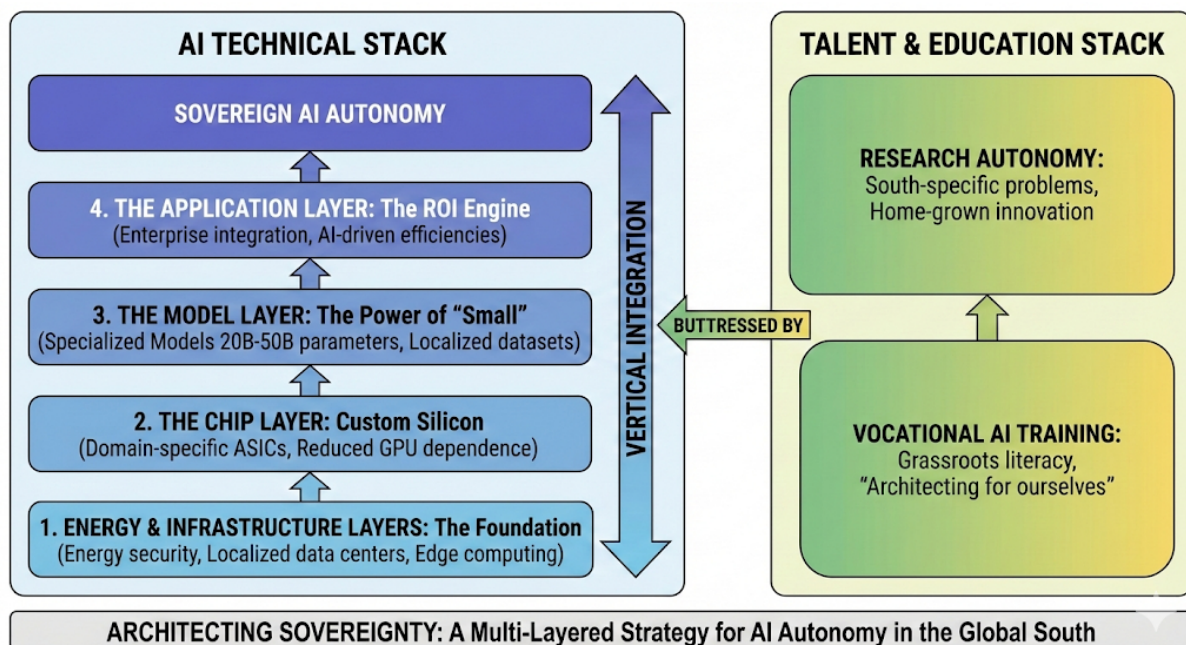 AI TECHNICAL STACK
SOVEREIGN AI AUTONOMY
4. THE APPLICATION LAYER: The ROI Engine
(Enterprise integration, AI-driven efficiencies)
3. THE MODEL LAYER: The Power of “Small”
(Specialized Models 20B-50B parameters, Localized datasets)
2. THE CHIP LAYER: Custom Silicon
(Domain-specific ASICs, Reduced GPU dependence)
1. ENERGY & INFRASTRUCTURE LAYERS: The Foundation
(Energy security, Localized data centers, Edge computing)
VERTICAL INTEGRATION
BUTTRESSED BY
TALENT & EDUCATION STACK
RESEARCH AUTONOMY:
South-specific problems,
Home-grown innovation
VOCATIONAL AI TRAINING:
Grassroots literacy,
“Architecting for ourselves”
ARCHITECTING SOVEREIGNTY: A Multi-Layered Strategy for AI Autonomy in the Global South